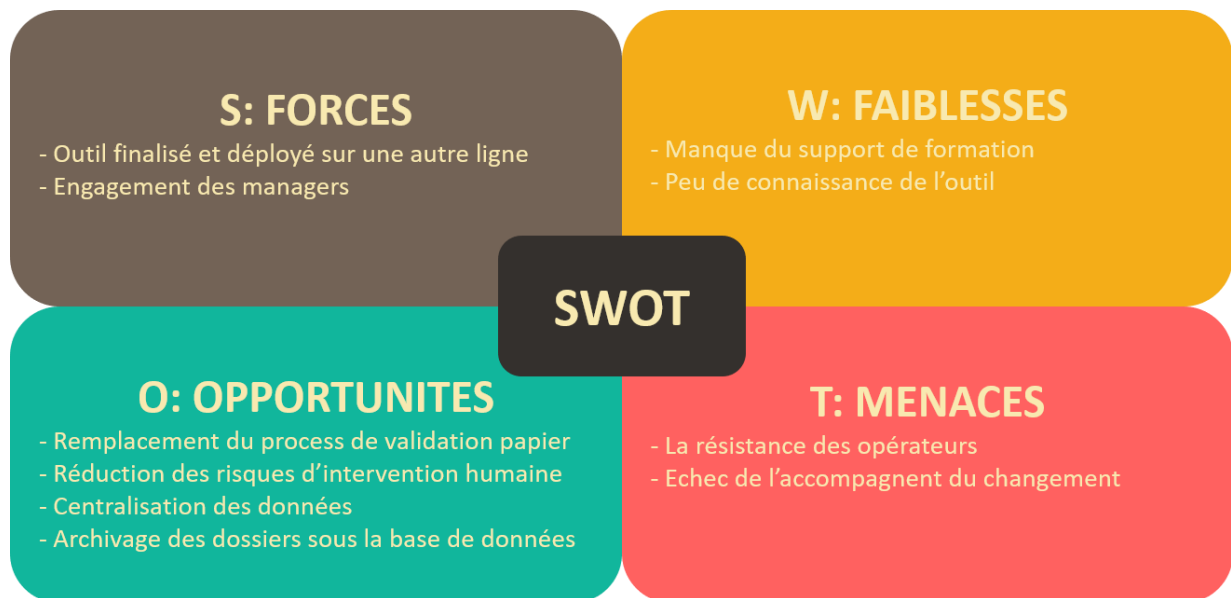 S: FORCES
- Outil finalisé et déployé sur une autre ligne
- Engagement des managers
W: FAIBLESSES
- Manque du support de formation
- Peu de connaissance de l’outil
SWOT
O: OPPORTUNITES
- Remplacement du process de validation papier
- Réduction des risques d’intervention humaine
- Centralisation des données
- Archivage des dossiers sous la base de données
T: MENACES
- La résistance des opérateurs
- Echec de l’accompagnent du changement